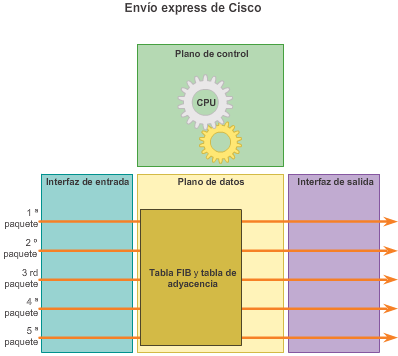 Envío express de Cisco
Plano de control
CPU
Interfaz de entrada
Plano de datos
Interfaz de salida
1 ª
paquete
2 º
paquete
3 rd
paquete
4 ª
paquete
5 ª
paquete
Tabla FIB y tabla de
adyacencia